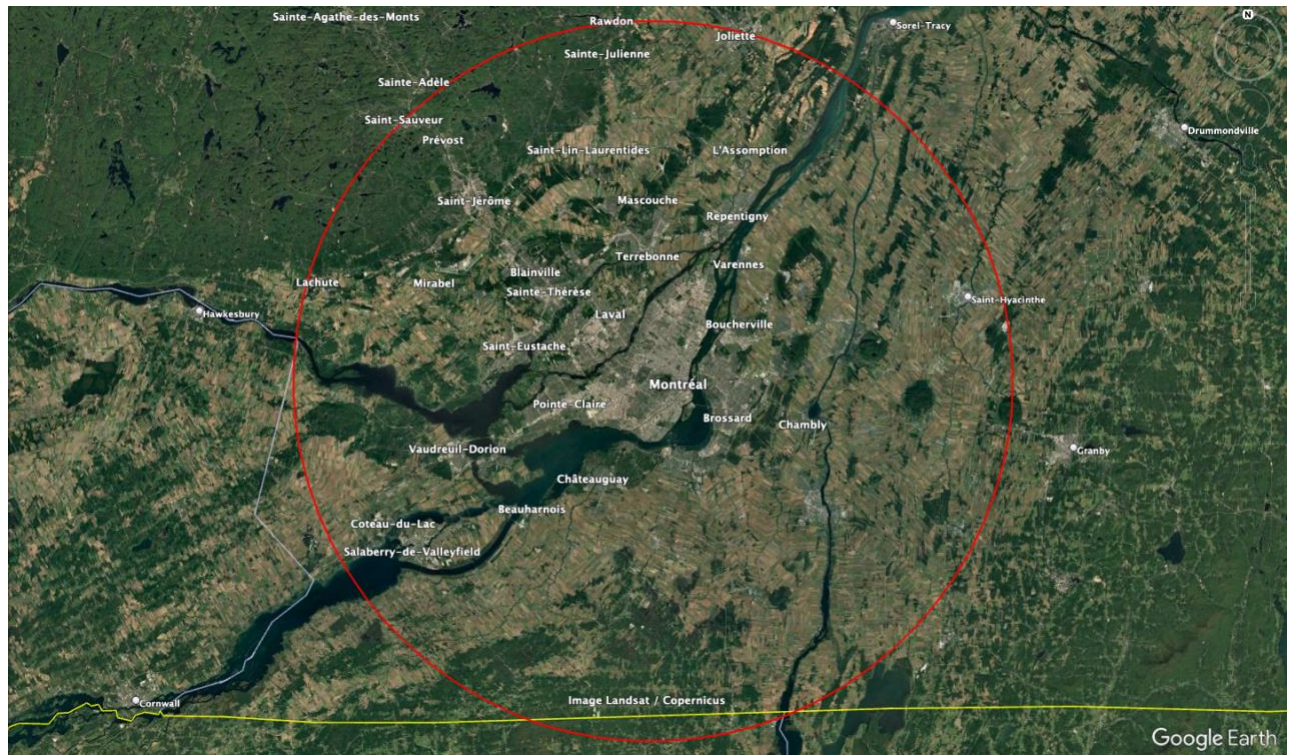 Sainte-Agathe-des-Monts
Rawdon
N
Sorel-Tracy
Joliette
Sainte-Julienne
Sainte-Adèle
Saint-Sauveur
Drummondville
Prévost
Saint-Lin-Laurentides
L'Assomption
Saint-Jérôme
Mascouche
Repentigny
Terrebonne
Varennes
Blainville
Lachute
Mirabel
Sainte-Thérèse
Saint-Hyacinthe
Hawkesbury
Laval
Boucherville
Saint-Eustache
Montréal
Pointe-Claire
Brossard
Chambly
Vaudreuil-Dorion
Granby
Châteauguay
Beauharnois
Coteau-du-Lac
Salaberry-de-Valleyfield
Cornwall
Image Landsat / Copernicus
Google Earth